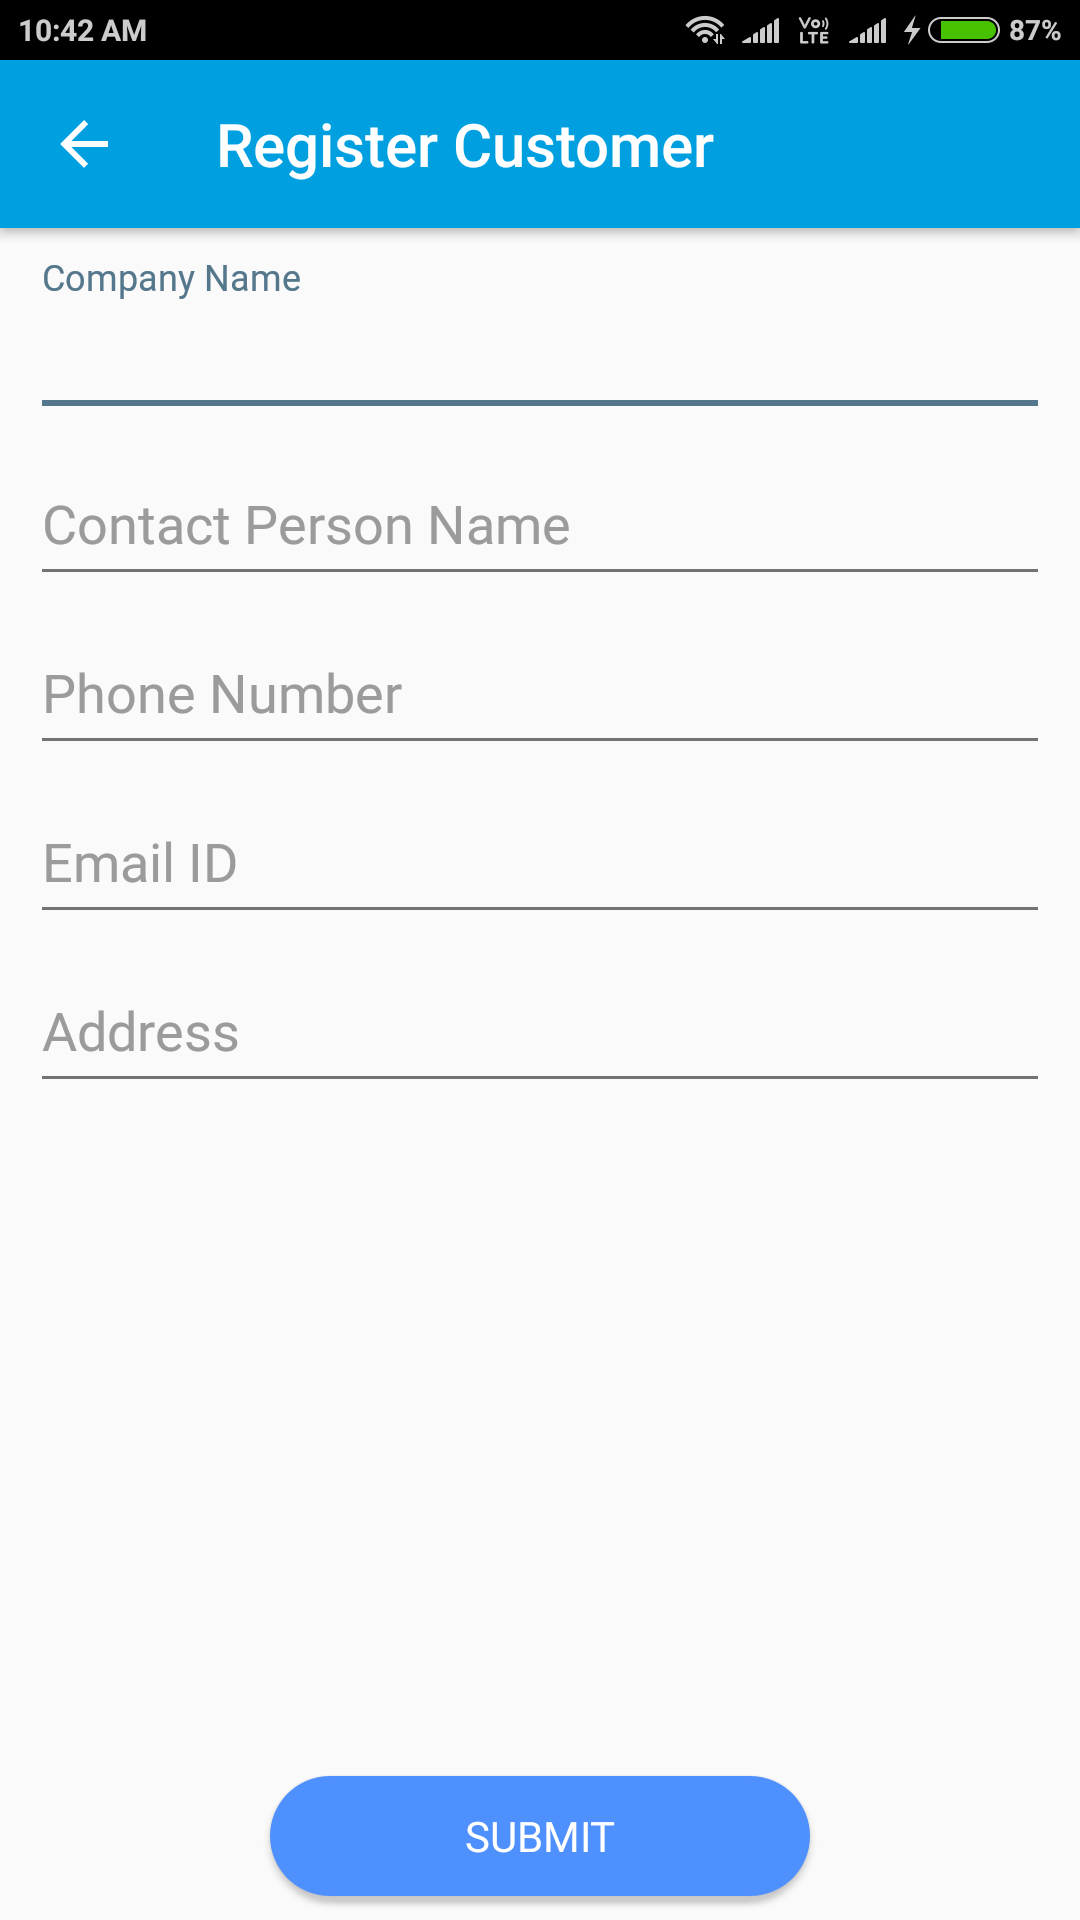 10:42 AM VO LTE 87%
Register Customer
Company Name
Contact Person Name
Phone Number
Email ID
Address
SUBMIT